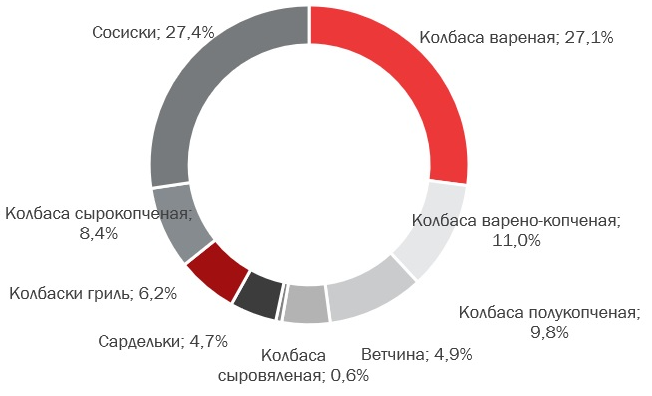 Сосиски; 27,4%
Колбаса вареная; 27,1%
Колбаса сырокопченая;
8,4%
Колбаса варено-копченая;
11,0%
Колбаски гриль; 6,2%
Колбаса полукопченая;
9,8%
Сардельки; 4,7%
Колбаса
сыровяленая; 0,6%
Ветчина; 4,9%